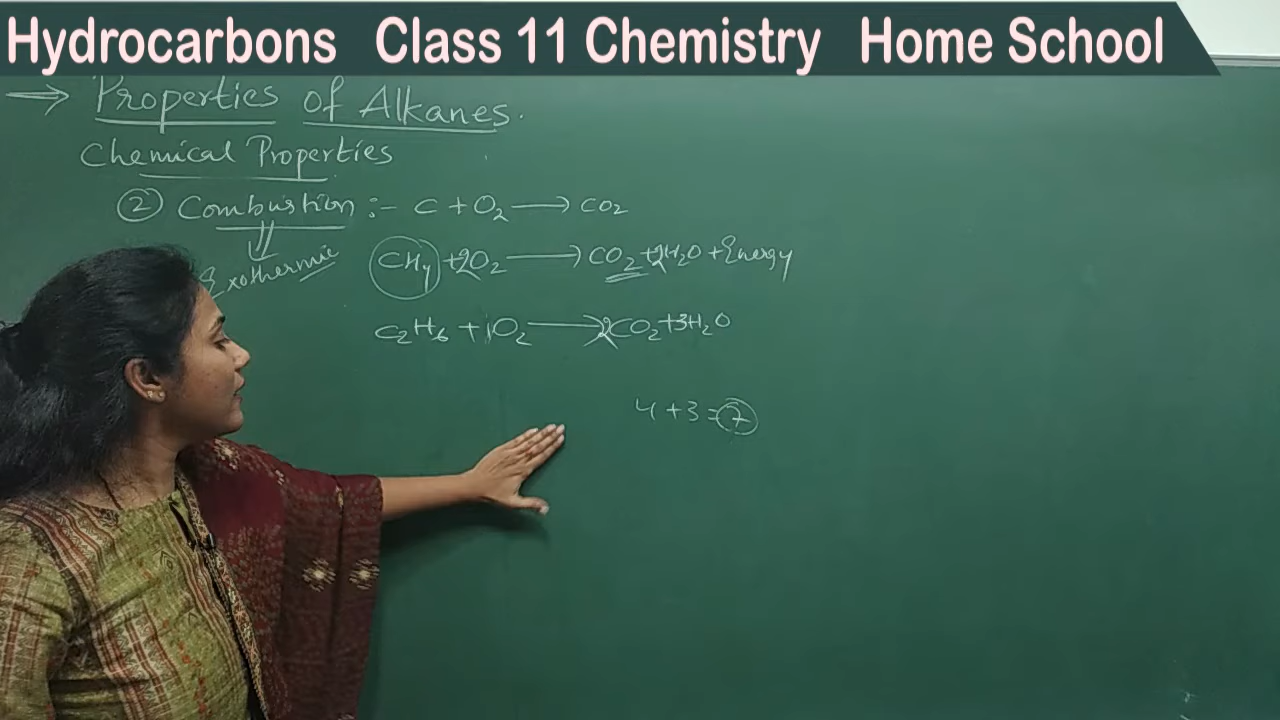 Hydrocarbons Class 11 Chemistry Home School
→ Properties of Alkanes.
Chemical Properties
② Combustion :- C + O₂ ⟶ CO₂
Exothermic
CH₄ + 2O₂ ⟶ CO₂ + 2H₂O + Energy
C₂H₆ + O₂ ⟶ 2CO₂ + 3H₂O
4 + 3 = 7